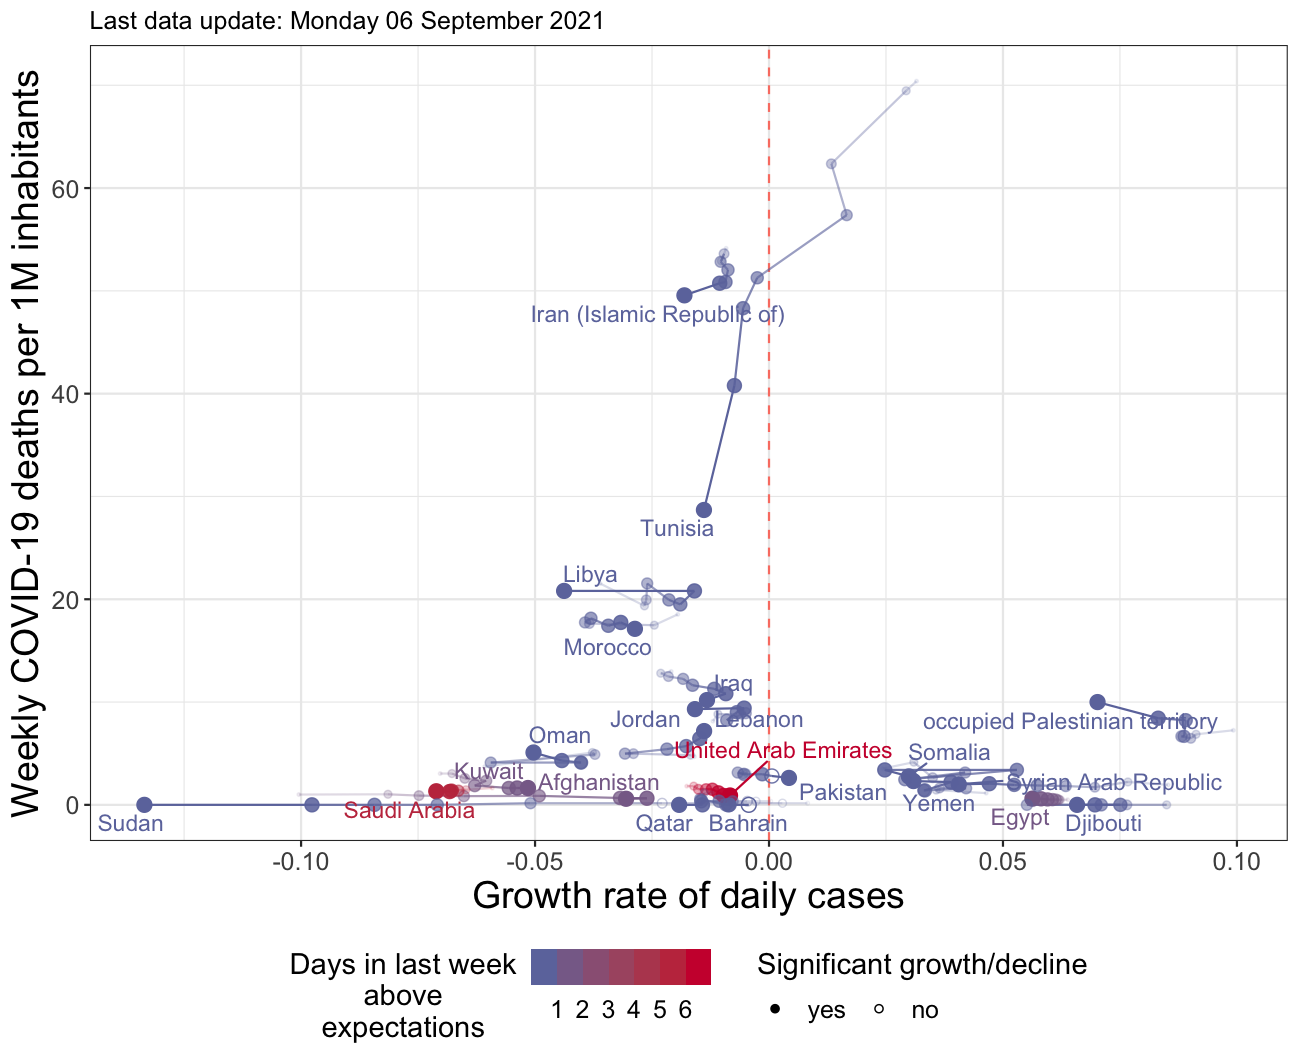 Last data update: Monday 06 September 2021
Weekly COVID-19 deaths per 1M inhabitants
60
40
20
0
Iran (Islamic Republic of)
Tunisia
Libya
Morocco
Iraq
Jordan
Lebanon
occupied Palestinian territory
Oman
United Arab Emirates
Somalia
Kuwait
Afghanistan
Pakistan
Syrian Arab Republic
Yemen
Saudi Arabia
Sudan
Qatar
Bahrain
Egypt
Djibouti
-0.10
-0.05
0.00
0.05
0.10
Growth rate of daily cases
Days in last week
above
expectations
1 2 3 4 5 6
Significant growth/decline
yes
no